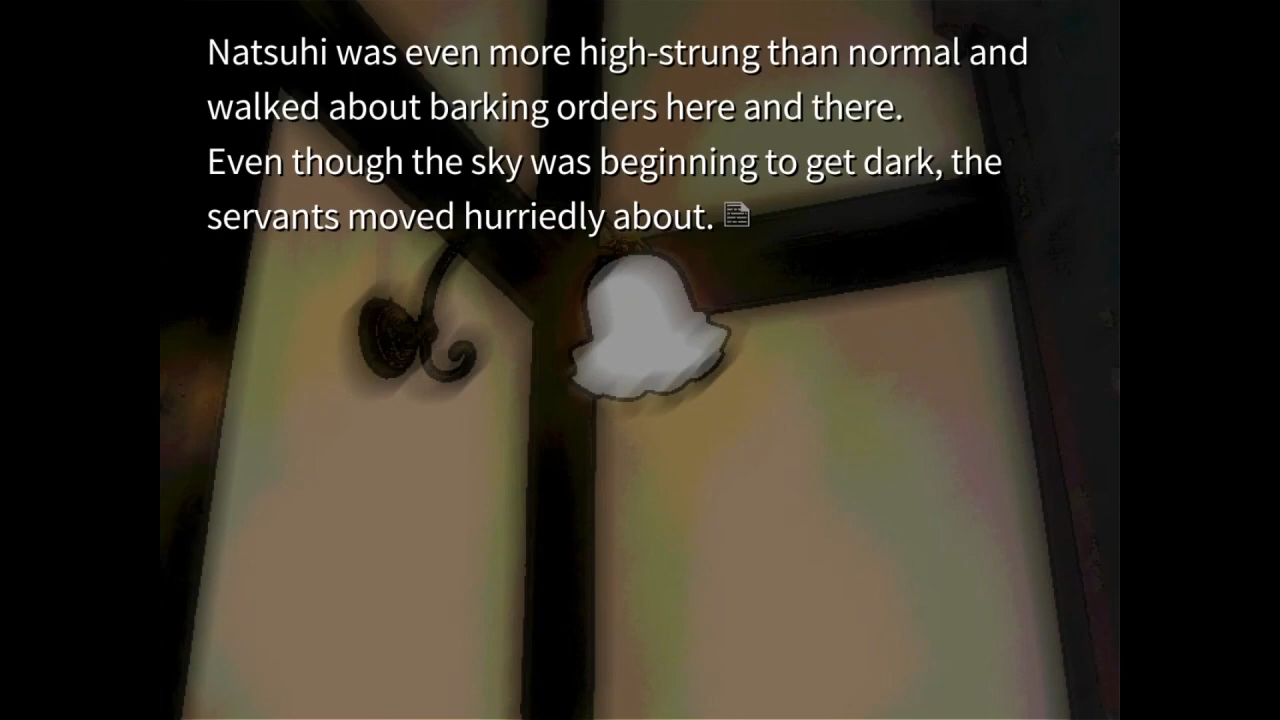 Natsuhi was even more high-strung than normal and
walked about barking orders here and there.
Even though the sky was beginning to get dark, the
servants moved hurriedly about.